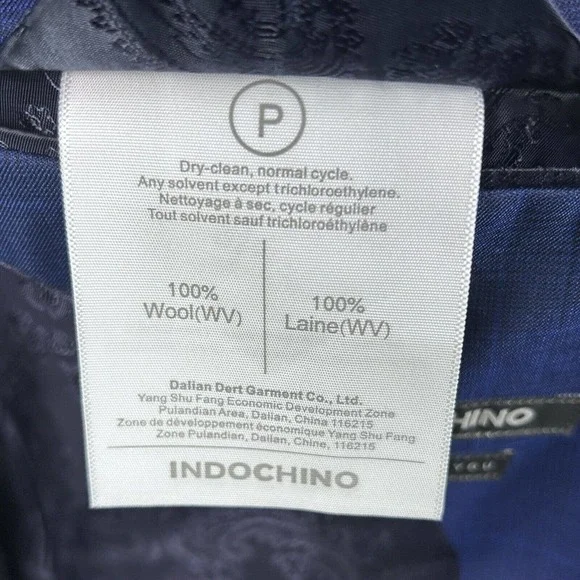 P
Dry-clean, normal cycle.
Any solvent except trichloroethylene.
Nettoyage à sec, cycle régulier
Tout solvent sauf trichloroéthylène
100%
Wool(WV)
100%
Laine(WV)
Dalian Dert Garment Co., Ltd.
Yang Shu Fang Economic Development Zone
Pulandian Area, Dalian, China 116215
Zone de développement économique Yang Shu Fang
Zone Pulandian, Dalian, Chine, 116215
INDOCHINO
CHINO
YOU